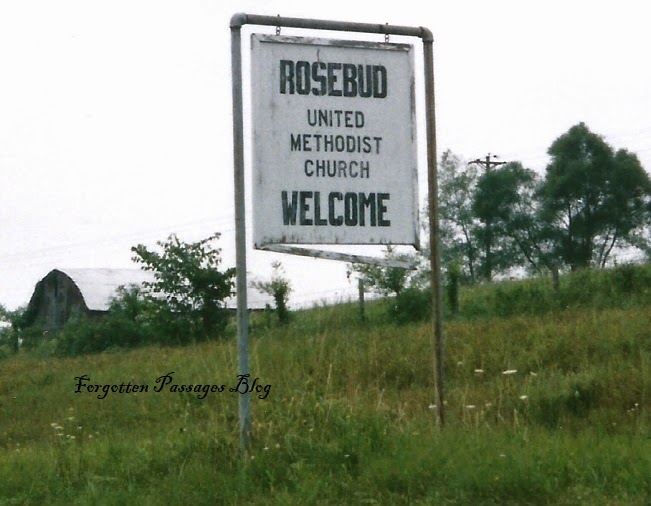 ROSEBUD
UNITED
METHODIST
CHURCH
WELCOME
Forgotten Passages Blog